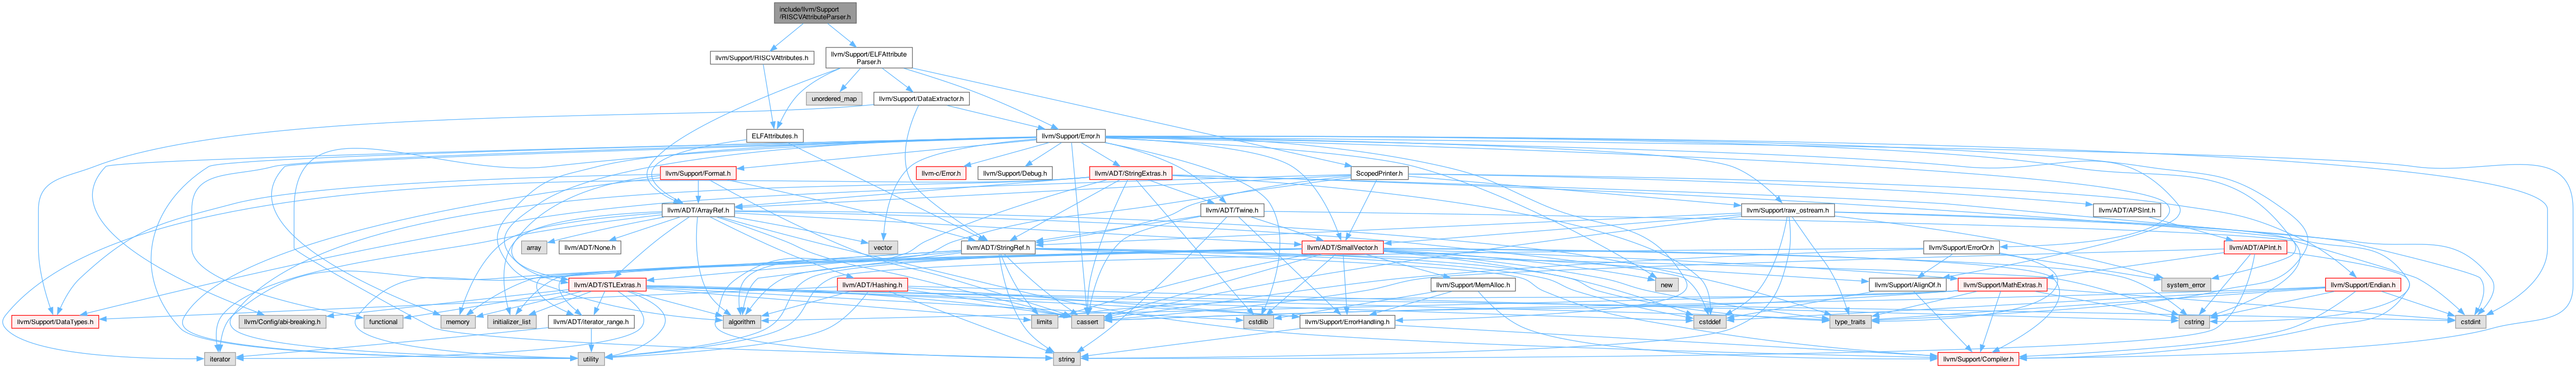 include/llvm/Support
/RISCVAttributeParser.h
llvm/Support/RISCVAttributes.h
llvm/Support/ELFAttribute
Parser.h
unordered_map
llvm/Support/DataExtractor.h
ELFAttributes.h
llvm/Support/Error.h
llvm/Support/Format.h
llvm-c/Error.h
llvm/Support/Debug.h
llvm/ADT/StringExtras.h
ScopedPrinter.h
llvm/ADT/ArrayRef.h
llvm/ADT/Twine.h
llvm/Support/raw_ostream.h
llvm/ADT/APSInt.h
array
llvm/ADT/None.h
vector
llvm/ADT/StringRef.h
llvm/ADT/SmallVector.h
llvm/Support/ErrorOr.h
llvm/ADT/APInt.h
llvm/ADT/STLExtras.h
llvm/ADT/Hashing.h
llvm/Support/MemAlloc.h
new
llvm/Support/AlignOf.h
llvm/Support/MathExtras.h
system_error
llvm/Support/Endian.h
llvm/Support/DataTypes.h
llvm/Config/abi-breaking.h
functional
memory
initializer_list
llvm/ADT/iterator_range.h
algorithm
limits
cassert
cstdlib
llvm/Support/ErrorHandling.h
cstddef
type_traits
cstring
cstdint
iterator
utility
string
llvm/Support/Compiler.h